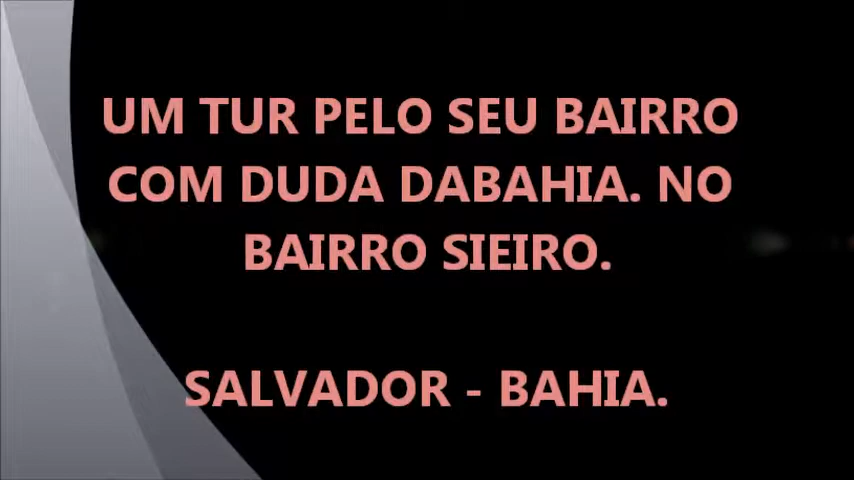 UM TUR PELO SEU BAIRRO
COM DUDA DABAHIA. NO
BAIRRO SIEIRO.
SALVADOR - BAHIA.